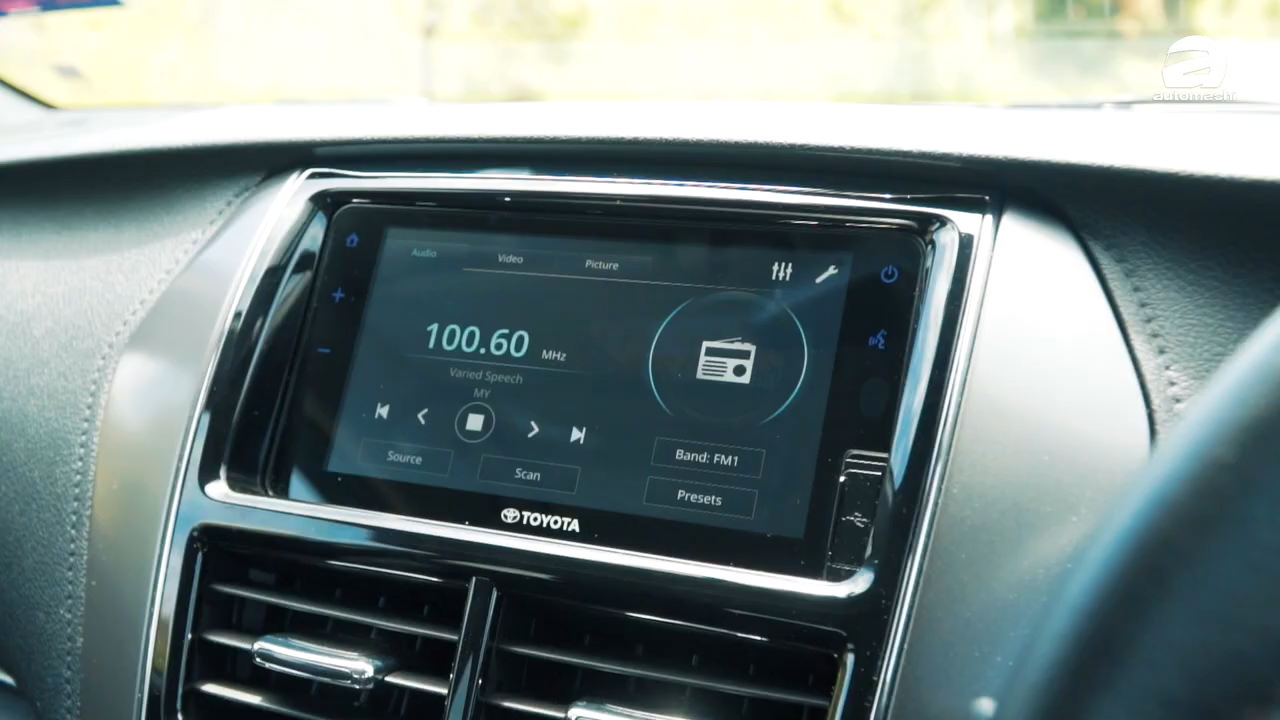 automachi
Audio Video Picture
100.60 MHz
Varied Speech
MY
Source Scan Band: FM1
Presets
TOYOTA